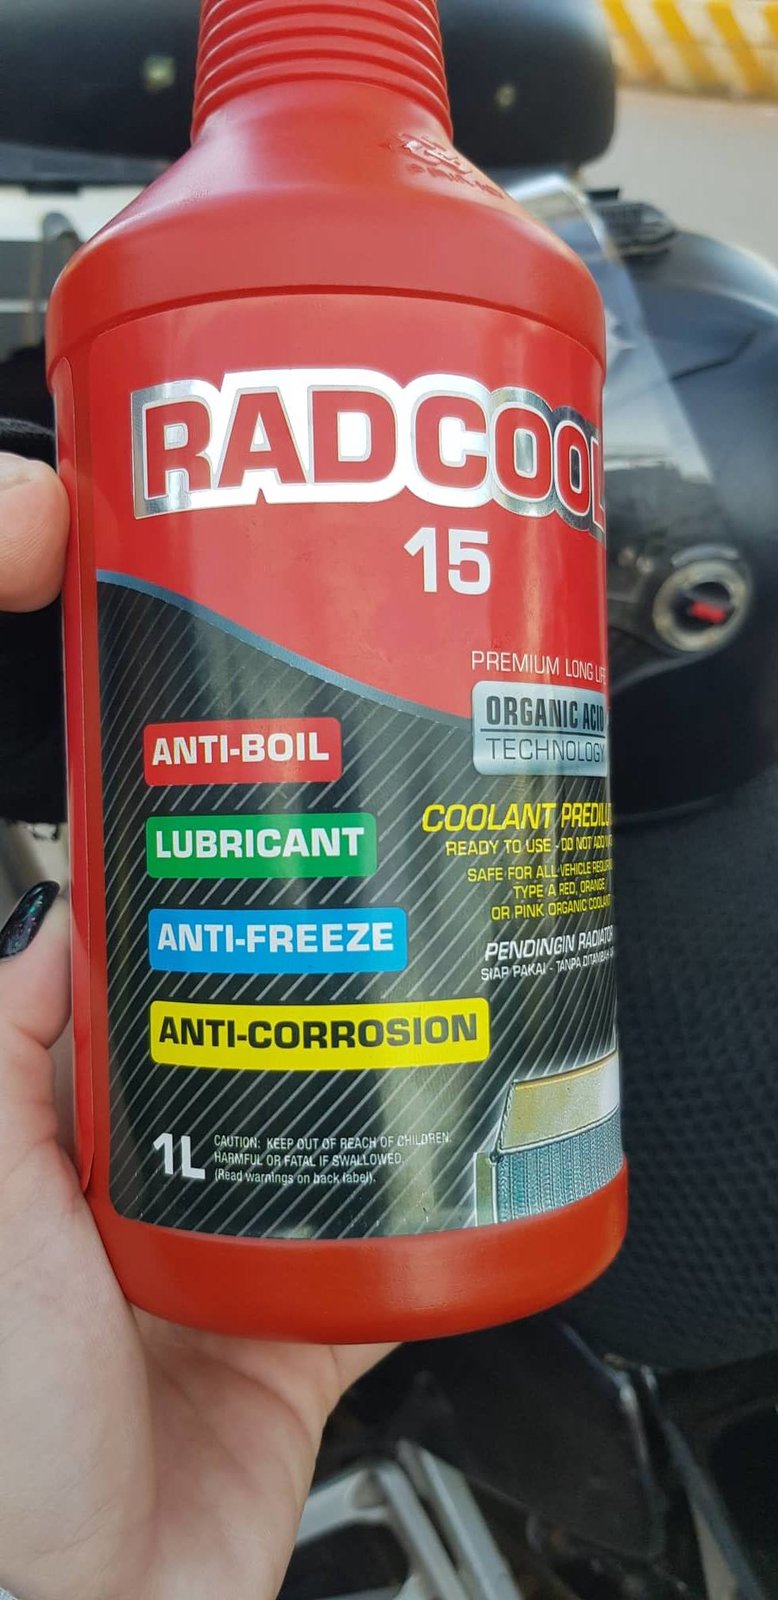 RADCOOL
15
PREMIUM LONG LIFE
ORGANIC ACID
TECHNOLOGY
ANTI-BOIL
LUBRICANT
ANTI-FREEZE
ANTI-CORROSION
COOLANT PREDILU
READY TO USE - DO NOT ADD
SAFE FOR ALL VEHICLE
TYPE A RED, ORANGE
OR PINK ORGANIC COOLANT
PENDINGIN RADIATOR
SIAP PAKAI - TANPA DITAMBAH
1L
CAUTION: KEEP OUT OF REACH OF CHILDREN.
HARMFUL OR FATAL IF SWALLOWED.
(Read warnings on back label).